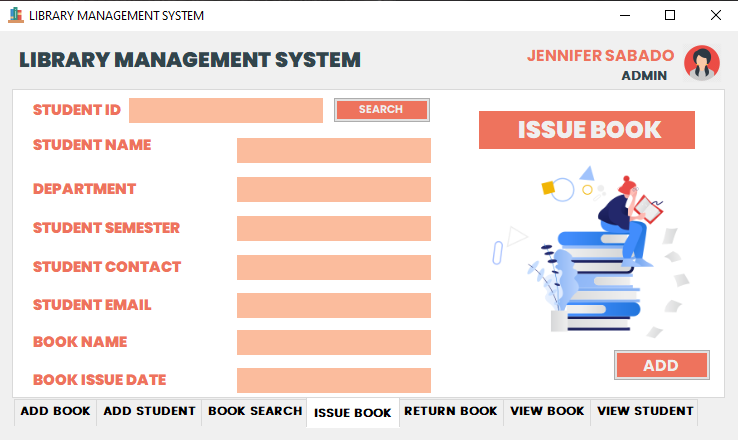 LIBRARY MANAGEMENT SYSTEM
LIBRARY MANAGEMENT SYSTEM
JENNIFER SABADO
ADMIN
STUDENT ID
SEARCH
ISSUE BOOK
STUDENT NAME
DEPARTMENT
STUDENT SEMESTER
STUDENT CONTACT
STUDENT EMAIL
BOOK NAME
BOOK ISSUE DATE
ADD
ADD BOOK
ADD STUDENT
BOOK SEARCH
ISSUE BOOK
RETURN BOOK
VIEW BOOK
VIEW STUDENT